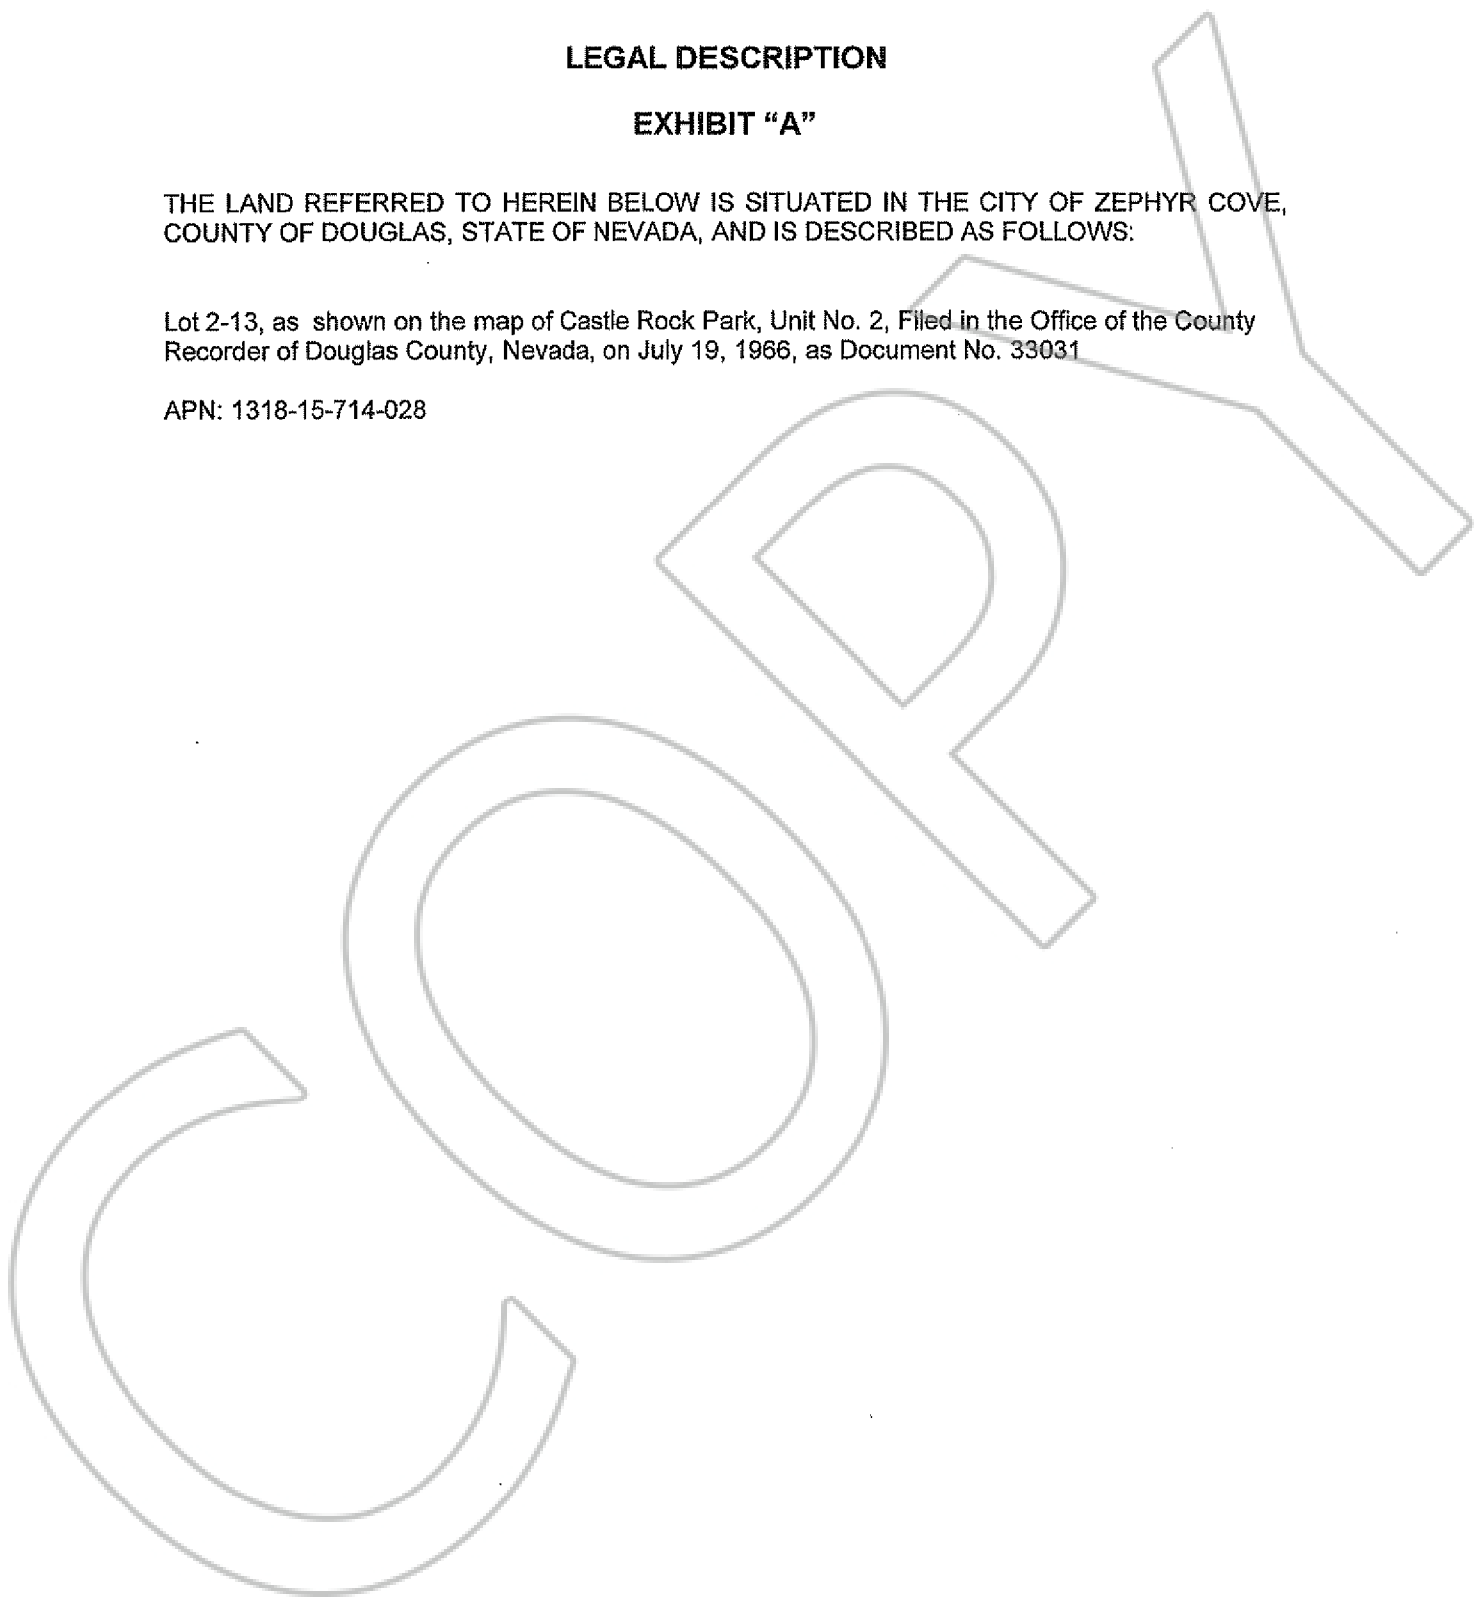 LEGAL DESCRIPTION
EXHIBIT “A”
THE LAND REFERRED TO HEREIN BELOW IS SITUATED IN THE CITY OF ZEPHYR COVE,
COUNTY OF DOUGLAS, STATE OF NEVADA, AND IS DESCRIBED AS FOLLOWS:
Lot 2-13, as  shown on the map of Castle Rock Park, Unit No. 2, Filed in the Office of the County
Recorder of Douglas County, Nevada, on July 19, 1966, as Document No. 33031
APN: 1318-15-714-028
COPY